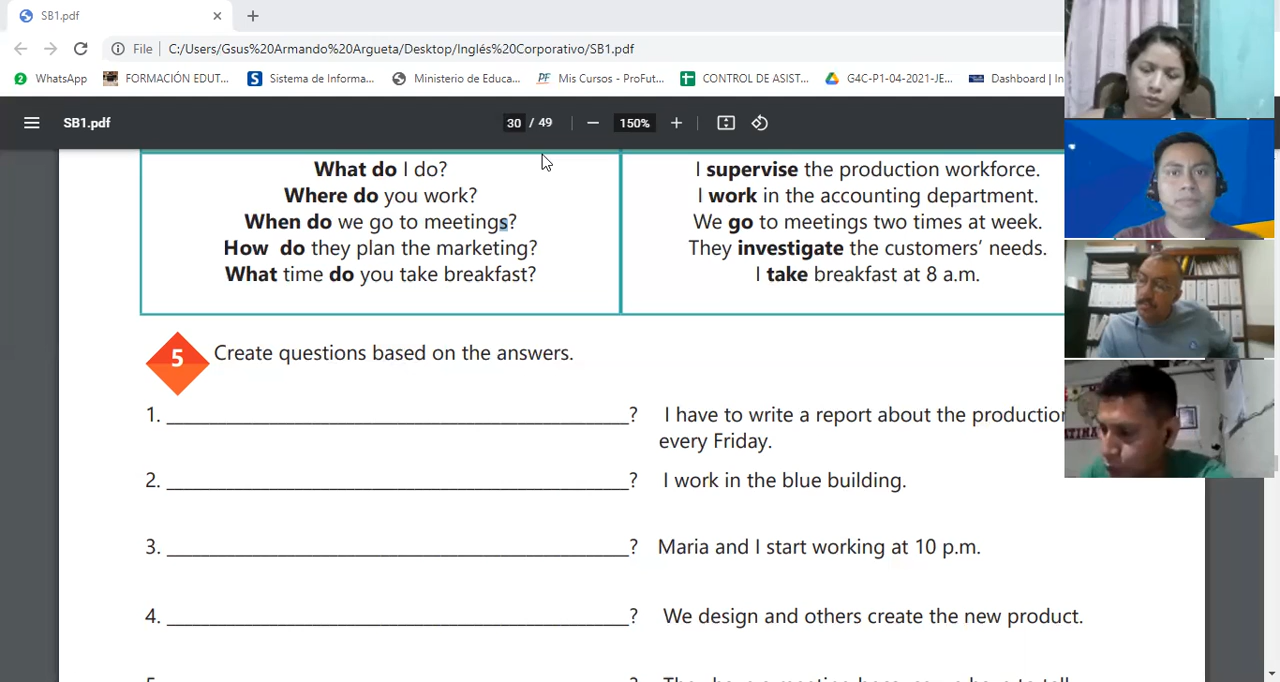 SB1.pdf
File C:/Users/Gsus%20Armando%20Argueta/Desktop/Inglés%20Corporativo/SB1.pdf
2 WhatsApp FORMACIÓN EDUT... S Sistema de Informa... Ministerio de Educa... PF Mis Cursos - ProFut... CONTROL DE ASIST... G4C-P1-04-2021-JE... Dashboard | In
SB1.pdf 30 / 49 150%
What do I do? I supervise the production workforce.
Where do you work? I work in the accounting department.
When do we go to meetings? We go to meetings two times at week.
How do they plan the marketing? They investigate the customers’ needs.
What time do you take breakfast? I take breakfast at 8 a.m.
5 Create questions based on the answers.
1. ? I have to write a report about the production
every Friday.
2. ? I work in the blue building.
3. ? Maria and I start working at 10 p.m.
4. ? We design and others create the new product.